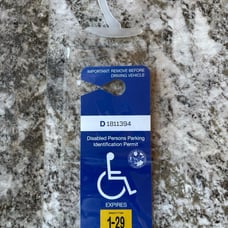 IMPORTANT REMOVE BEFORE
DRIVING VEHICLE
D 1811394
Disabled Persons Parking
Identification Permit
EXPIRES
1-29